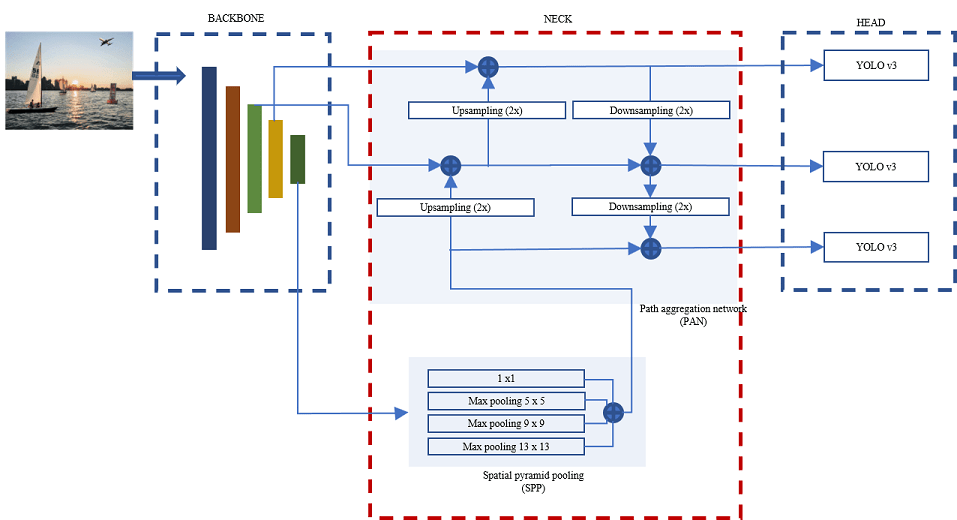 BACKBONE
NECK
HEAD
YOLO v3
Upsampling (2x)
Downsampling (2x)
YOLO v3
Upsampling (2x)
Downsampling (2x)
YOLO v3
Path aggregation network
(PAN)
1 x1
Max pooling 5 x 5
Max pooling 9 x 9
Max pooling 13 x 13
Spatial pyramid pooling
(SPP)